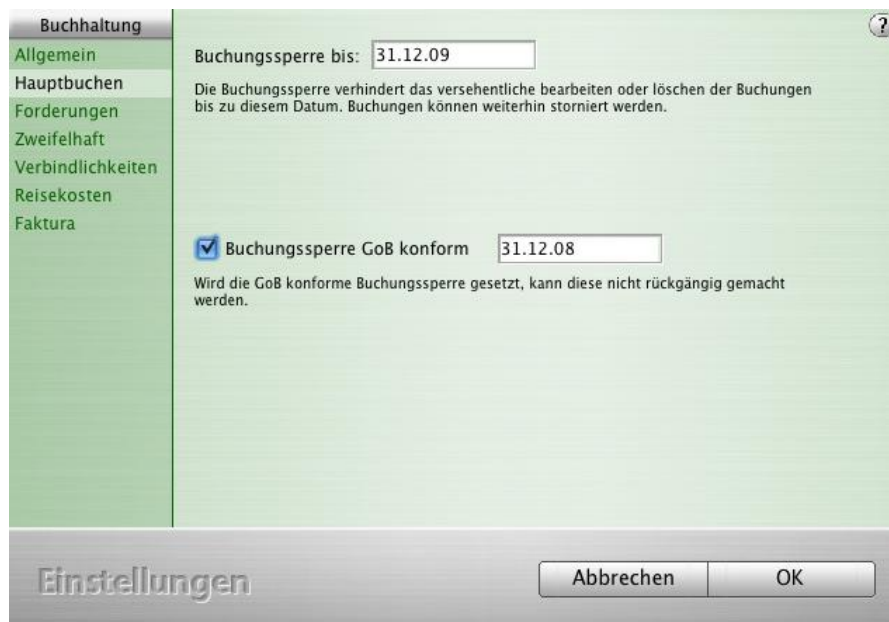 Buchhaltung
Allgemein
Hauptbuchen
Forderungen
Zweifelhaft
Verbindlichkeiten
Reisekosten
Faktura
?
Buchungssperre bis: 31.12.09
Die Buchungssperre verhindert das versehentliche bearbeiten oder löschen der Buchungen
bis zu diesem Datum. Buchungen können weiterhin storniert werden.
Buchungssperre GoB konform 31.12.08
Wird die GoB konforme Buchungssperre gesetzt, kann diese nicht rückgängig gemacht
werden.
Einstellungen
Abbrechen OK